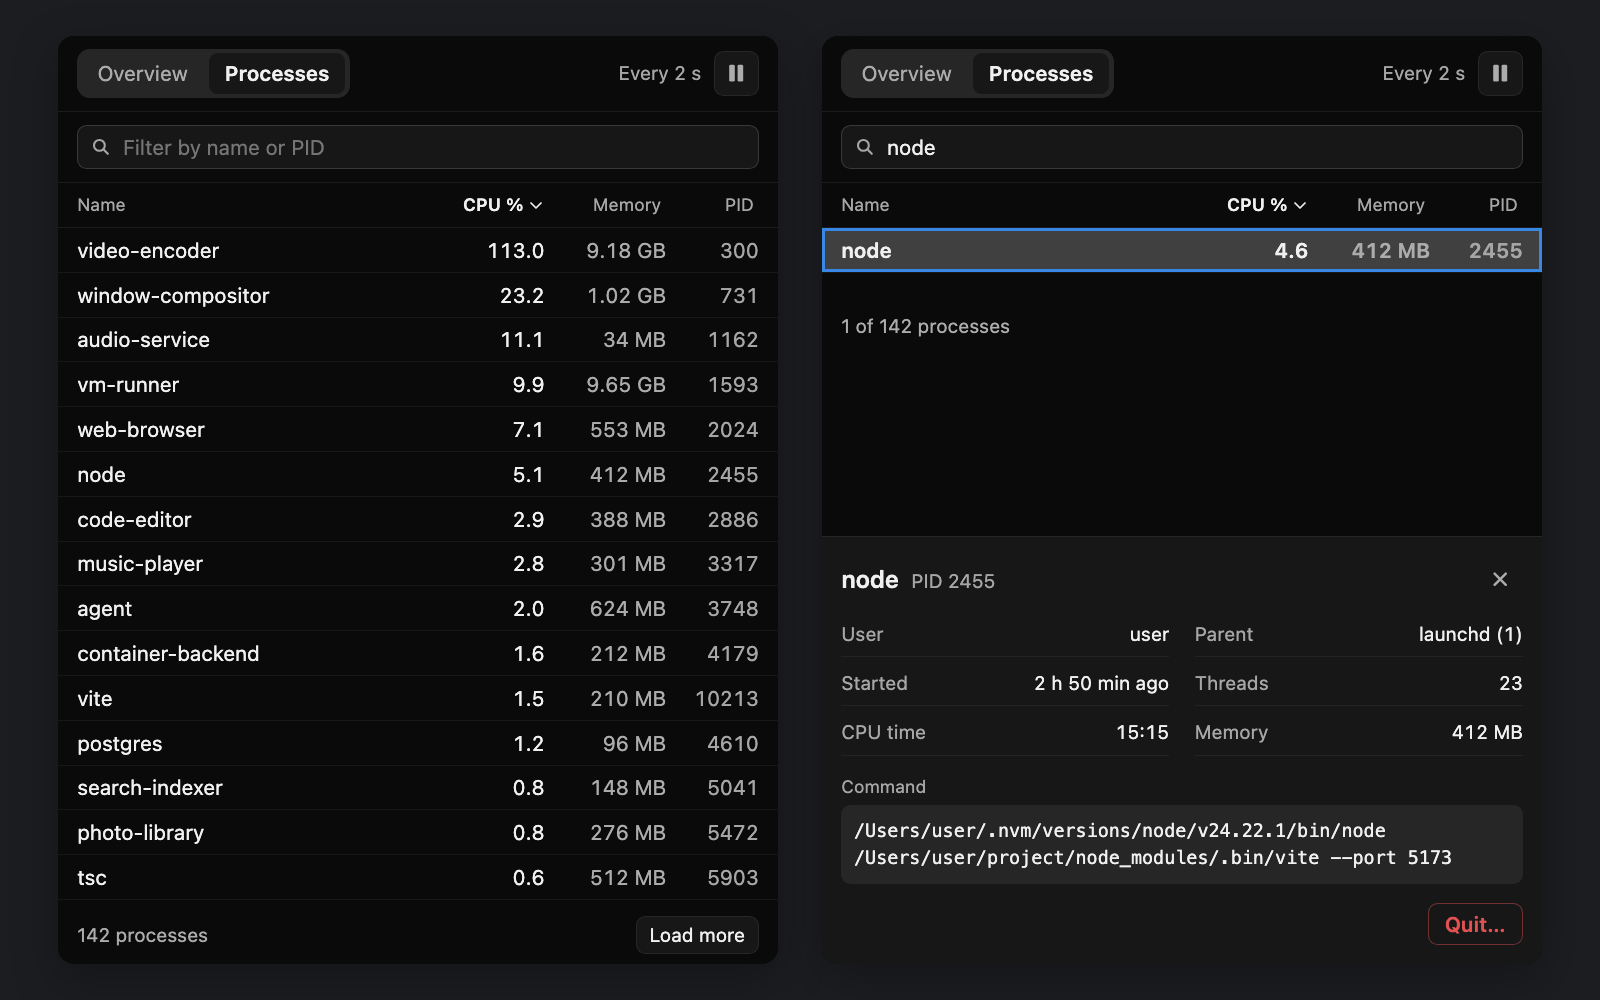 Overview Processes Every 2 s
Filter by name or PID
Name CPU % Memory PID
video-encoder 113.0 9.18 GB 300
window-compositor 23.2 1.02 GB 731
audio-service 11.1 34 MB 1162
vm-runner 9.9 9.65 GB 1593
web-browser 7.1 553 MB 2024
node 5.1 412 MB 2455
code-editor 2.9 388 MB 2886
music-player 2.8 301 MB 3317
agent 2.0 624 MB 3748
container-backend 1.6 212 MB 4179
vite 1.5 210 MB 10213
postgres 1.2 96 MB 4610
search-indexer 0.8 148 MB 5041
photo-library 0.8 276 MB 5472
tsc 0.6 512 MB 5903
142 processes Load more
Overview Processes Every 2 s
node
Name CPU % Memory PID
node 4.6 412 MB 2455
1 of 142 processes
node PID 2455
User user Parent launchd (1)
Started 2 h 50 min ago Threads 23
CPU time 15:15 Memory 412 MB
Command
/Users/user/.nvm/versions/node/v24.22.1/bin/node
/Users/user/project/node_modules/.bin/vite --port 5173
Quit...